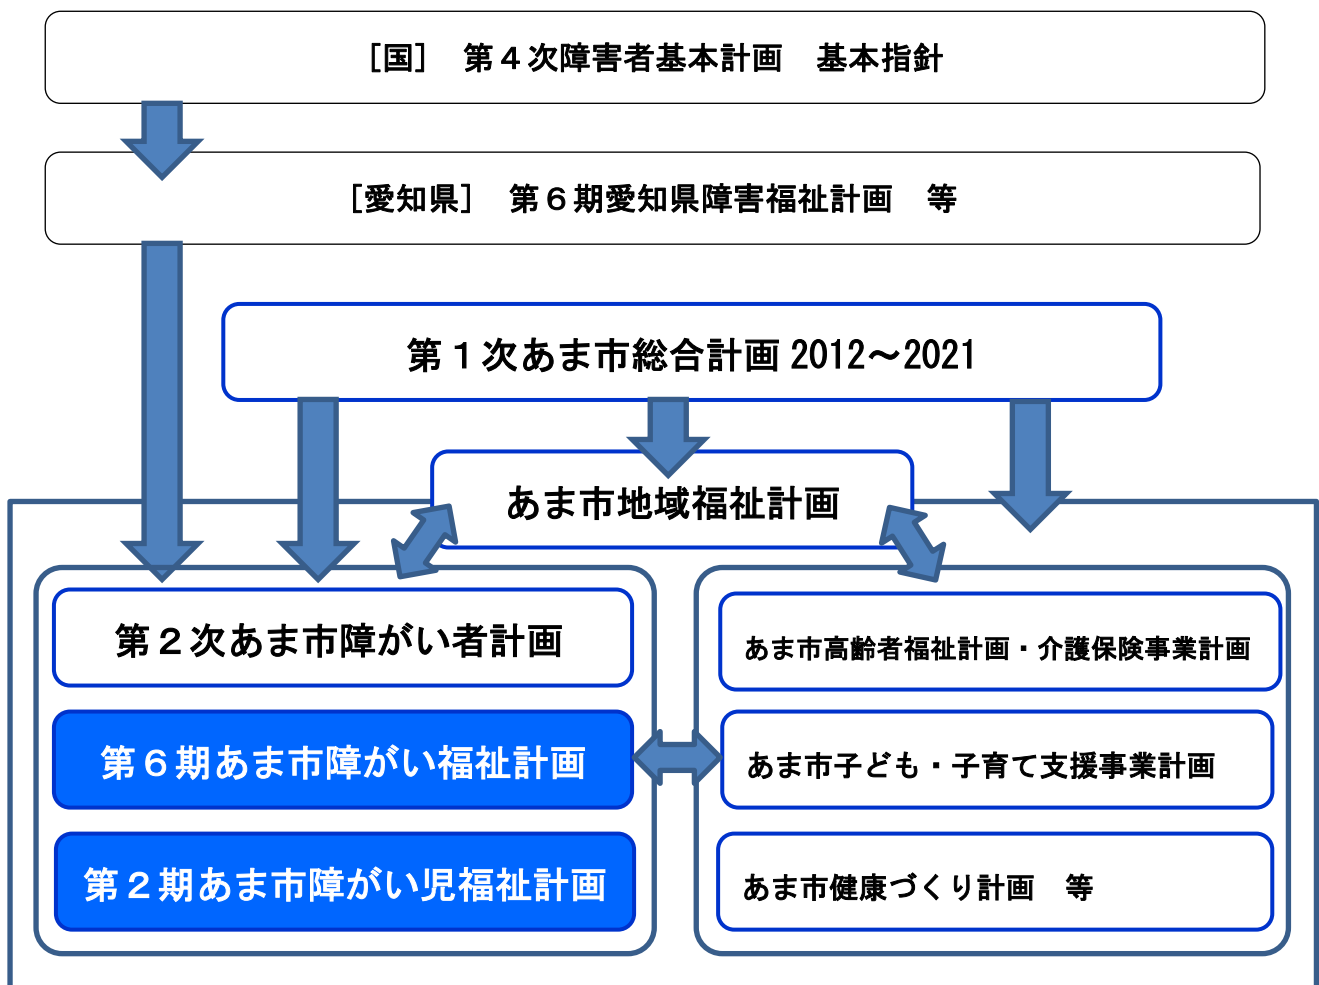 ［国］　第４次障害者基本計画　基本指針
［愛知県］　第６期愛知県障害福祉計画　等
第１次あま市総合計画 2012～2021
あま市地域福祉計画
第２次あま市障がい者計画
第６期あま市障がい福祉計画
第２期あま市障がい児福祉計画
あま市高齢者福祉計画・介護保険事業計画
あま市子ども・子育て支援事業計画
あま市健康づくり計画　等